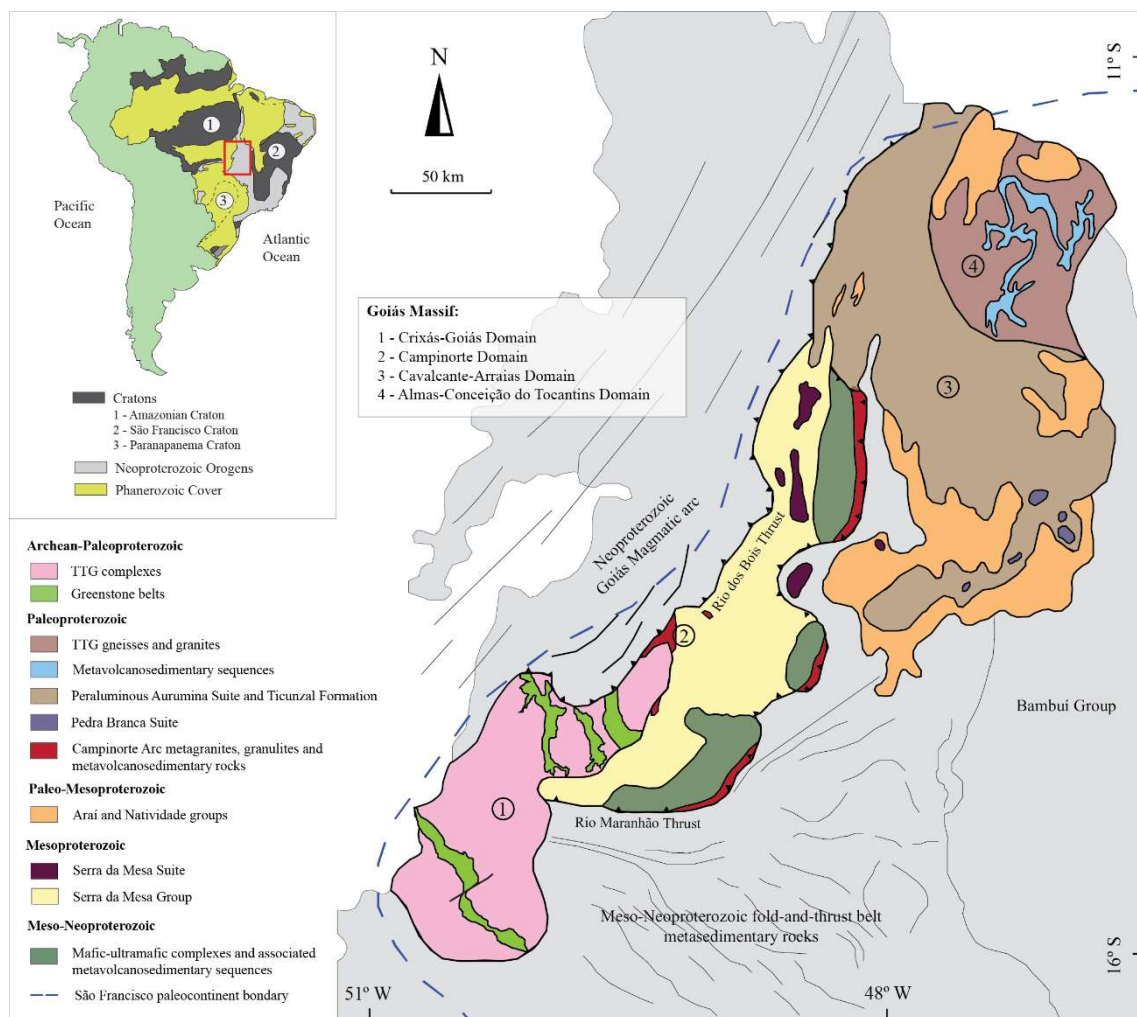 1
2
3
Pacific
Ocean
Atlantic
Ocean
Cratons
1 - Amazonian Craton
2 - São Francisco Craton
3 - Paranapanema Craton
Neoproterozoic Orogens
Phanerozoic Cover
Archean-Paleoproterozoic
TTG complexes
Greenstone belts
Paleoproterozoic
TTG gneisses and granites
Metavolcanosedimentary sequences
Peraluminous Aurumina Suite and Ticunzal Formation
Pedra Branca Suite
Campinorte Arc metagranites, granulites and
metavolcanosedimentary rocks
Paleo-Mesoproterozoic
Araí and Natividade groups
Mesoproterozoic
Serra da Mesa Suite
Serra da Mesa Group
Meso-Neoproterozoic
Mafic-ultramafic complexes and associated
metavolcanosedimentary sequences
São Francisco paleocontinent bondary
N
50 km
Goiás Massif:
1 - Crixás-Goiás Domain
2 - Campinorte Domain
3 - Cavalcante-Arraias Domain
4 - Almas-Conceição do Tocantins Domain
11º S
4
3
Neoproterozoic
Goiás Magmatic arc
Rio dos Bois Thrust
2
Bambuí Group
1
Rio Maranhão Thrust
Meso-Neoproterozoic fold-and-thrust belt
metasedimentary rocks
16º S
51º W
48º W